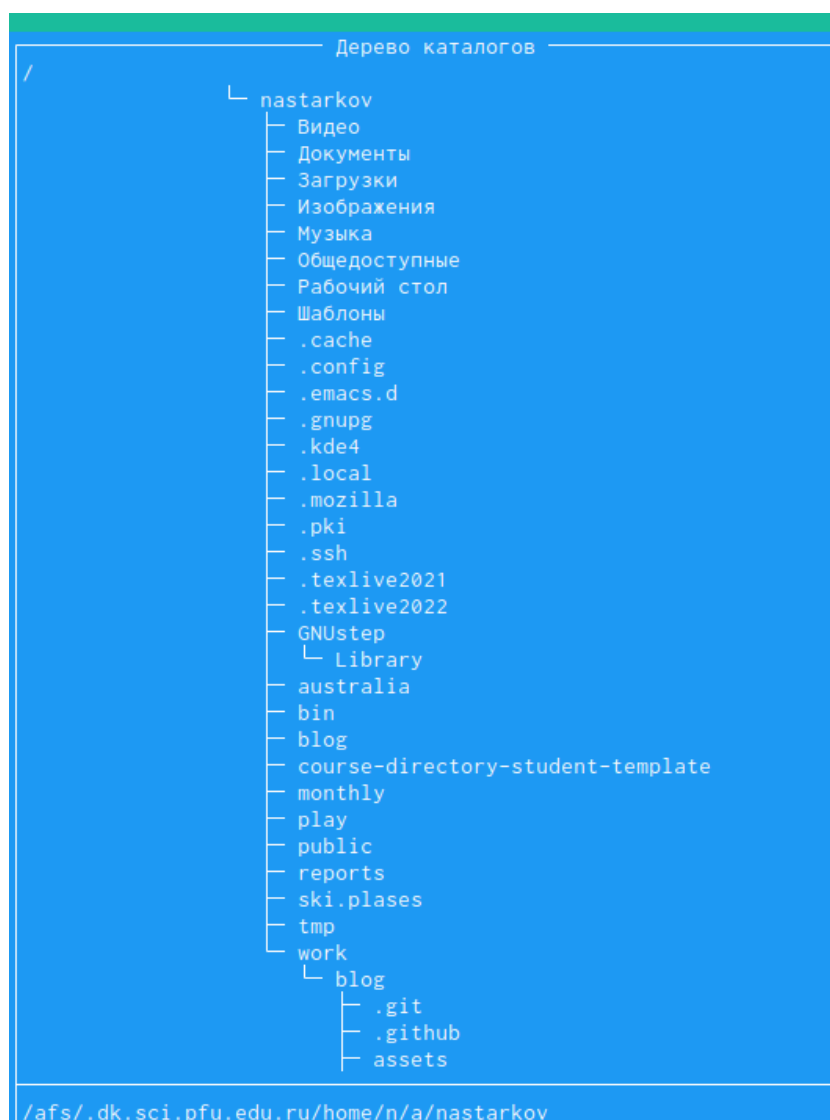 Дерево каталогов
/
nastarkov
Видео
Документы
Загрузки
Изображения
Музыка
Общедоступные
Рабочий стол
Шаблоны
.cache
.config
.emacs.d
.gnupg
.kde4
.local
.mozilla
.pki
.ssh
.texlive2021
.texlive2022
GNUstep
Library
australia
bin
blog
course-directory-student-template
monthly
play
public
reports
ski.plases
tmp
work
blog
.git
.github
assets
/afs/.dk.sci.pfu.edu.ru/home/n/a/nastarkov